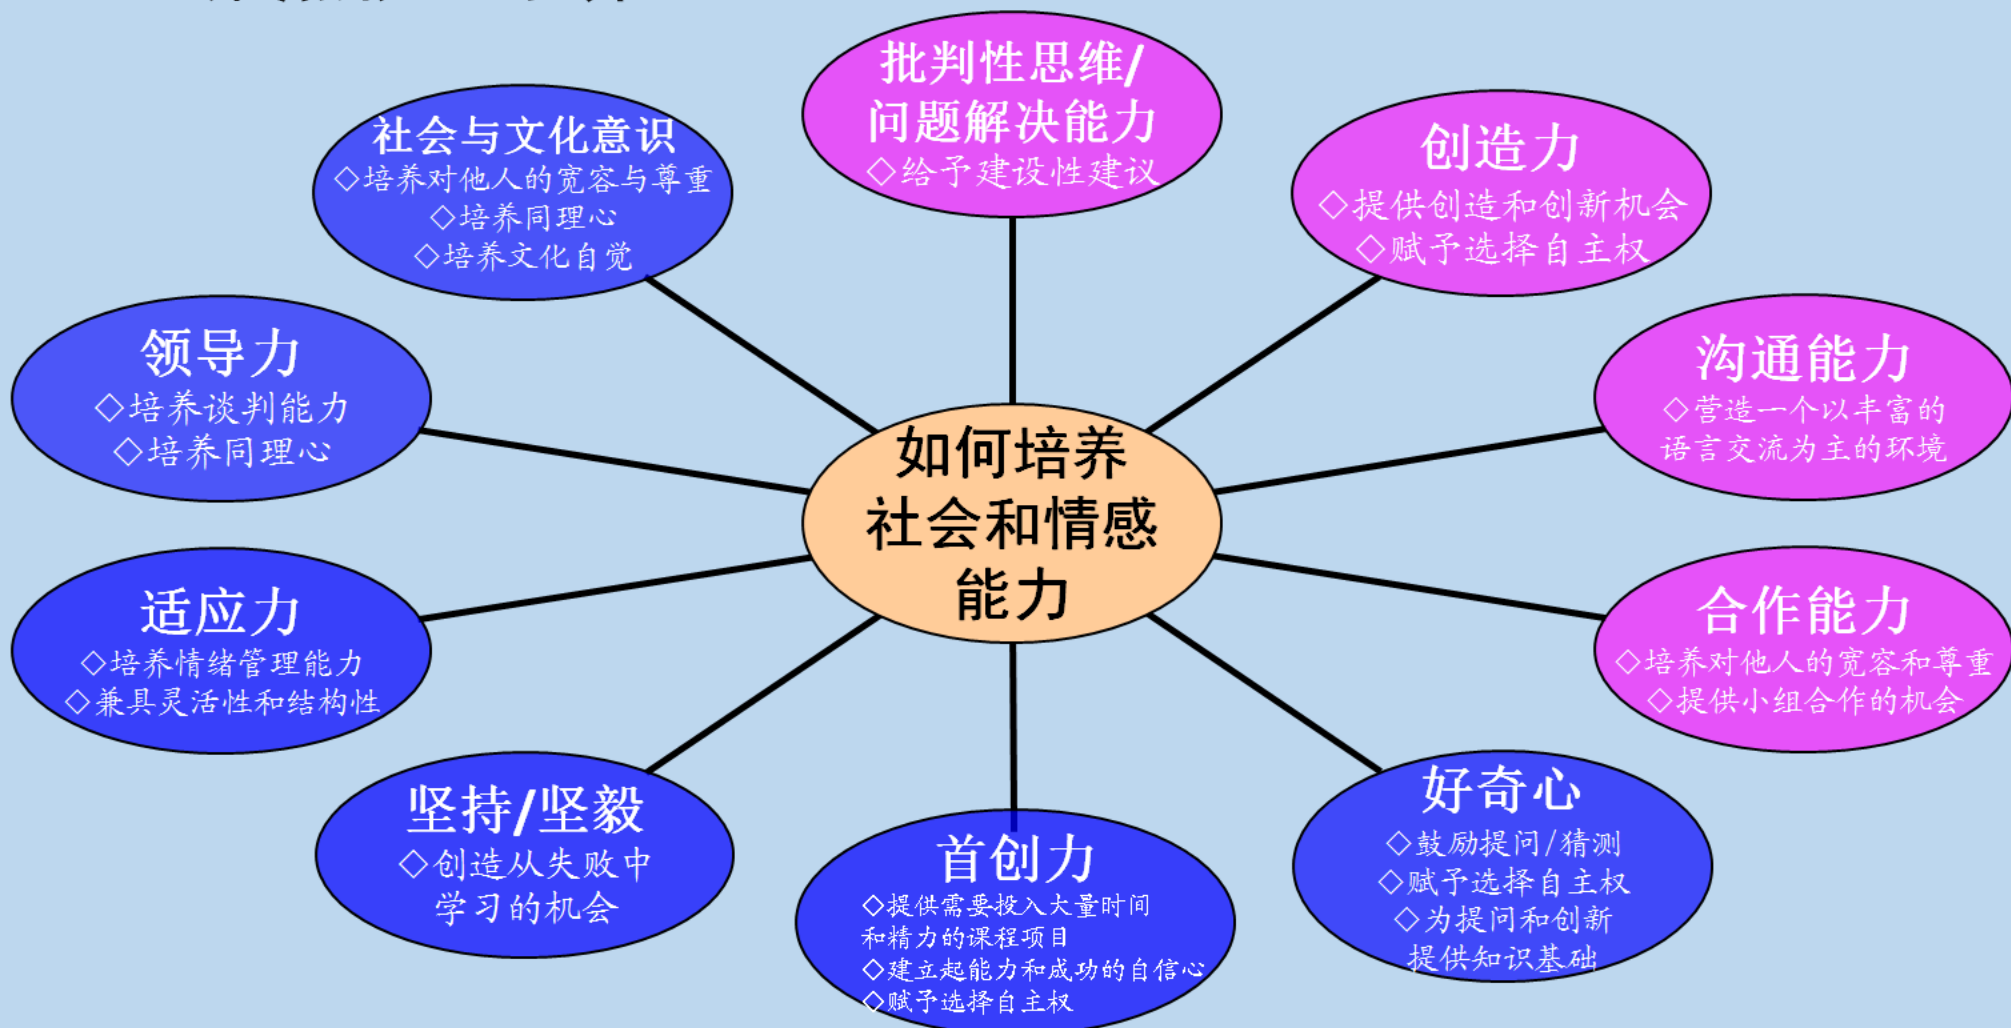 批判性思维/
问题解决能力
◇给予建设性建议
创造力
◇提供创造和创新机会
◇赋予选择自主权
沟通能力
◇营造一个以丰富的
语言交流为主的环境
合作能力
◇培养对他人的宽容和尊重
◇提供小组合作的机会
好奇心
◇鼓励提问/猜测
◇赋予选择自主权
◇为提问和创新
提供知识基础
首创力
◇提供需要投入大量时间
和精力的课程项目
◇建立起能力和成功的自信心
◇赋予选择自主权
坚持/坚毅
◇创造从失败中
学习的机会
适应力
◇培养情绪管理能力
◇兼具灵活性和结构性
领导力
◇培养谈判能力
◇培养同理心
社会与文化意识
◇培养对他人的宽容与尊重
◇培养同理心
◇培养文化自觉
如何培养
社会和情感
能力